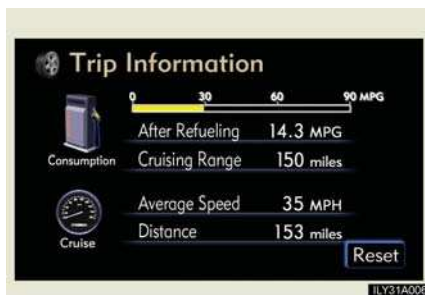 Trip Information
0 30 60 90 MPG
After Refueling 14.3 MPG
Consumption Cruising Range 150 miles
Average Speed 35 MPH
Cruise Distance 153 miles
Reset
ILY31A006